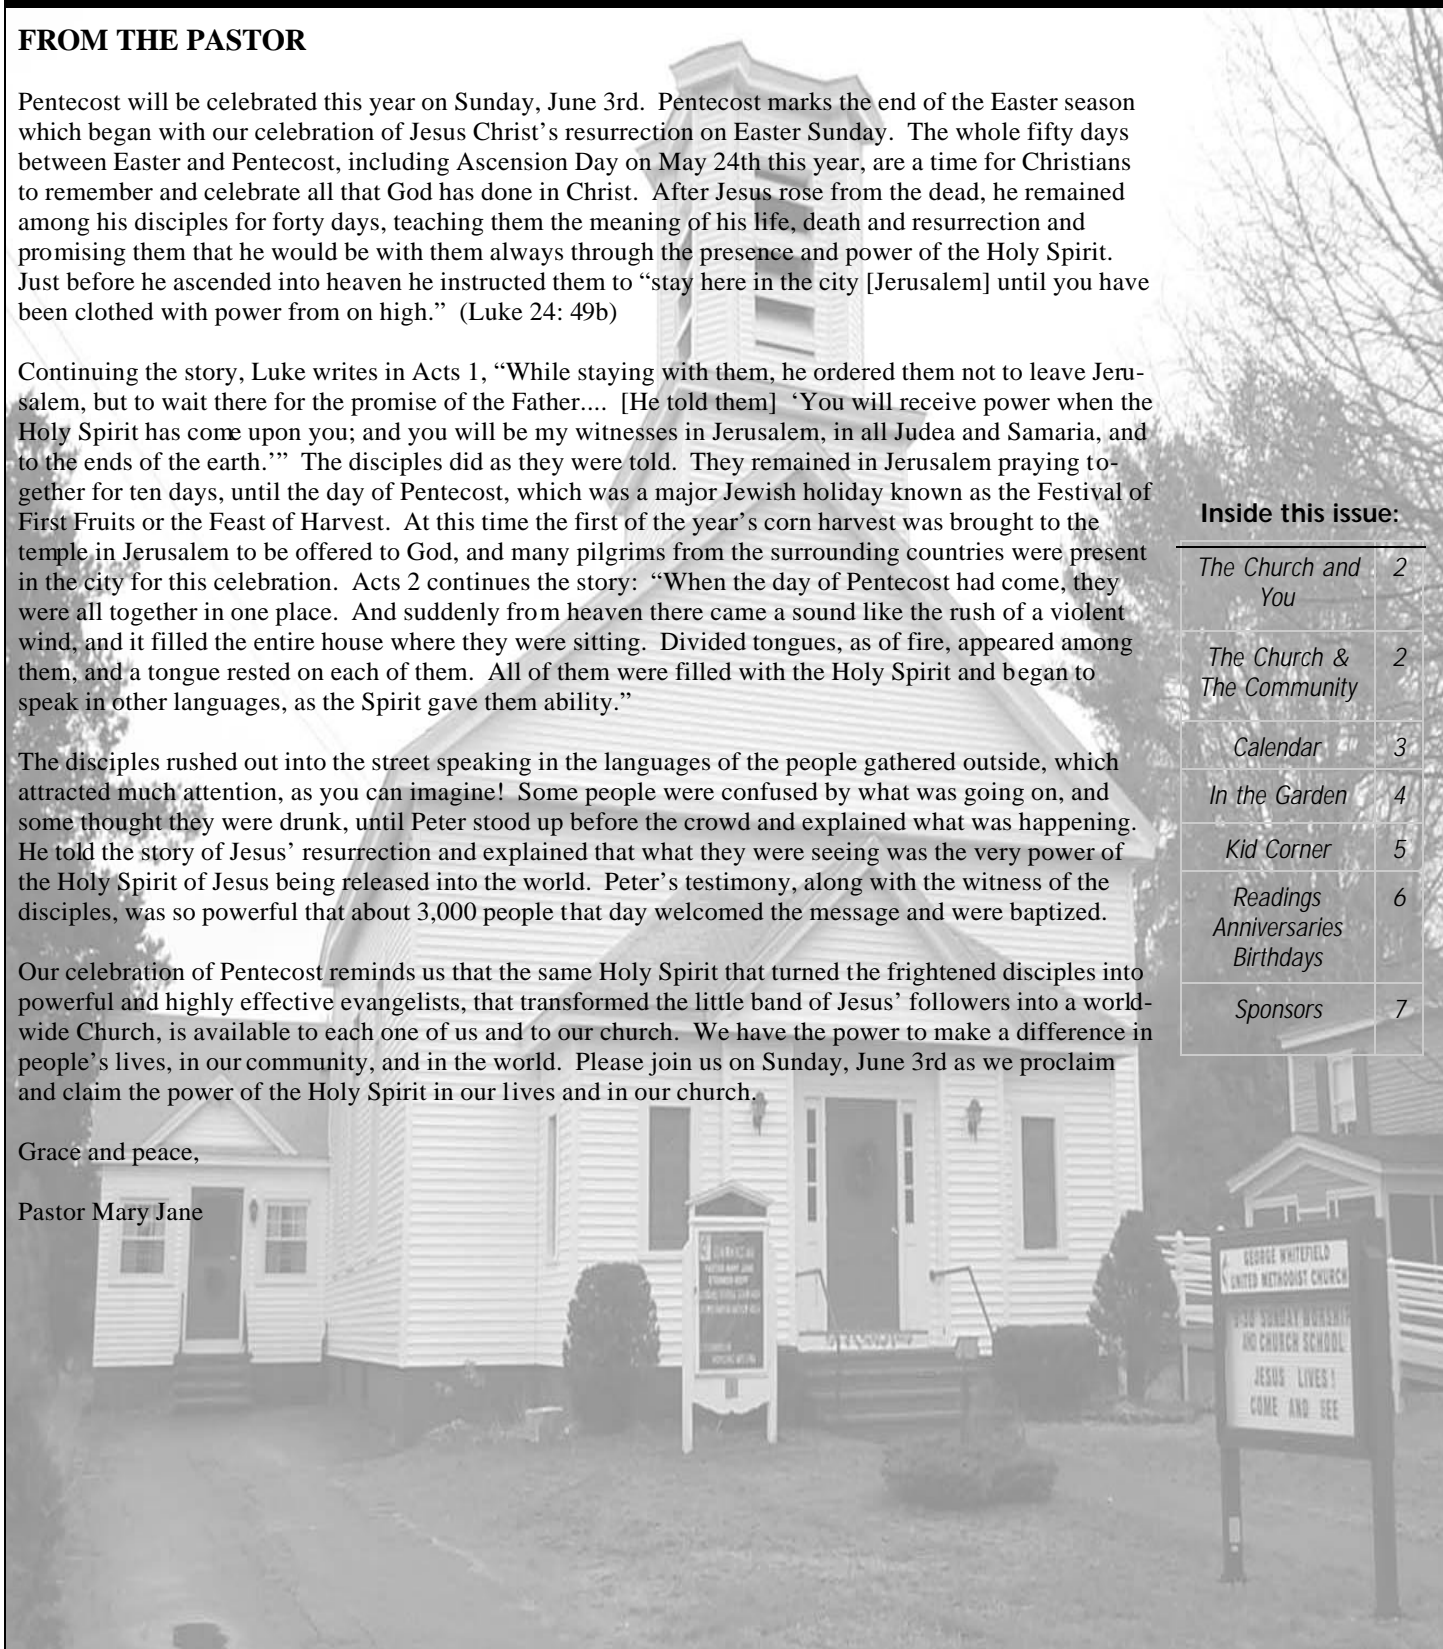 FROM THE PASTOR
Pentecost will be celebrated this year on Sunday, June 3rd. Pentecost marks the end of the Easter season
which began with our celebration of Jesus Christ’s resurrection on Easter Sunday. The whole fifty days
between Easter and Pentecost, including Ascension Day on May 24th this year, are a time for Christians
to remember and celebrate all that God has done in Christ. After Jesus rose from the dead, he remained
among his disciples for forty days, teaching them the meaning of his life, death and resurrection and
promising them that he would be with them always through the presence and power of the Holy Spirit.
Just before he ascended into heaven he instructed them to “stay here in the city [Jerusalem] until you have
been clothed with power from on high.” (Luke 24: 49b)
Continuing the story, Luke writes in Acts 1, “While staying with them, he ordered them not to leave Jeru-
salem, but to wait there for the promise of the Father.... [He told them] ‘You will receive power when the
Holy Spirit has come upon you; and you will be my witnesses in Jerusalem, in all Judea and Samaria, and
to the ends of the earth.’” The disciples did as they were told. They remained in Jerusalem praying to-
gether for ten days, until the day of Pentecost, which was a major Jewish holiday known as the Festival of
First Fruits or the Feast of Harvest. At this time the first of the year’s corn harvest was brought to the
temple in Jerusalem to be offered to God, and many pilgrims from the surrounding countries were present
in the city for this celebration. Acts 2 continues the story: “When the day of Pentecost had come, they
were all together in one place. And suddenly from heaven there came a sound like the rush of a violent
wind, and it filled the entire house where they were sitting. Divided tongues, as of fire, appeared among
them, and a tongue rested on each of them. All of them were filled with the Holy Spirit and began to
speak in other languages, as the Spirit gave them ability.”
The disciples rushed out into the street speaking in the languages of the people gathered outside, which
attracted much attention, as you can imagine! Some people were confused by what was going on, and
some thought they were drunk, until Peter stood up before the crowd and explained what was happening.
He told the story of Jesus’ resurrection and explained that what they were seeing was the very power of
the Holy Spirit of Jesus being released into the world. Peter’s testimony, along with the witness of the
disciples, was so powerful that about 3,000 people that day welcomed the message and were baptized.
Our celebration of Pentecost reminds us that the same Holy Spirit that turned the frightened disciples into
powerful and highly effective evangelists, that transformed the little band of Jesus’ followers into a world-
wide Church, is available to each one of us and to our church. We have the power to make a difference in
people’s lives, in our community, and in the world. Please join us on Sunday, June 3rd as we proclaim
and claim the power of the Holy Spirit in our lives and in our church.
Grace and peace,
Pastor Mary Jane
Inside this issue:
The Church and 2
You
The Church & 2
The Community
Calendar 3
In the Garden 4
Kid Corner 5
Readings 6
Anniversaries
Birthdays
Sponsors 7
GEORGE WHITEFIELD
UNITED METHODIST CHURCH
9:30 SUNDAY WORSHIP
AND CHURCH SCHOOL
JESUS LIVES!
COME AND SEE